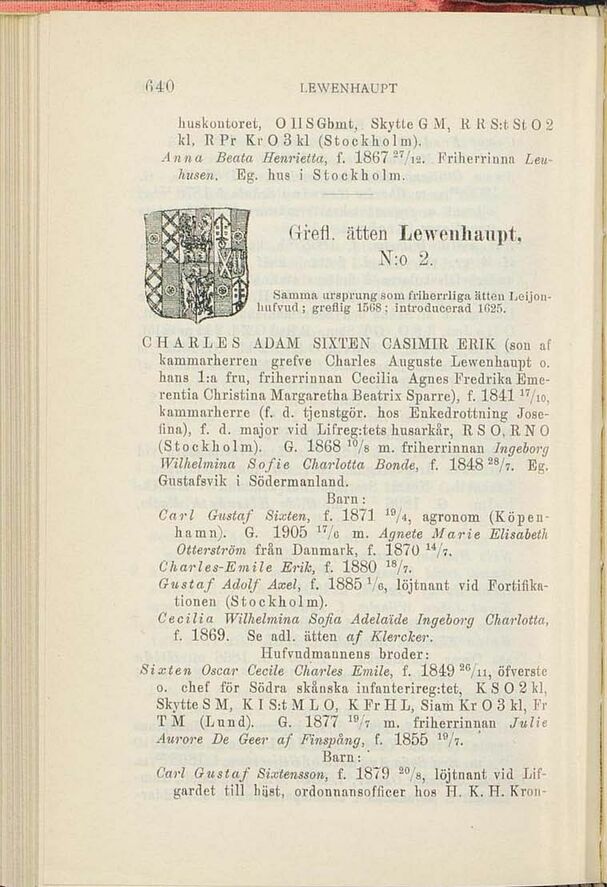 640 LEWENHAUPT
huskontoret, O II S Gbmt, Skytte G M, R R S:t St O 2
kl, R Pr Kr O 3 kl (Stockholm).
Anna Beata Henrietta, f. 1867 27/12. Friherrinna Leu-
husen. Eg. hus i Stockholm.
Grefl. ätten Lewenhaupt,
N:o 2.
Samma ursprung som friherrliga ätten Leijon-
hufvud; greflig 1568; introducerad 1625.
CHARLES ADAM SIXTEN CASIMIR ERIK (son af
kammarherren grefve Charles Auguste Lewenhaupt o.
hans 1:a fru, friherrinnan Cecilia Agnes Fredrika Eme-
rentia Christina Margaretha Beatrix Sparre), f. 1841 17/10,
kammarherre (f. d. tjenstgör. hos Enkedrottning Jose-
fina), f. d. major vid Lifreg:tets husarkår, R S O, R N O
(Stockholm). G. 1868 10/8 m. friherrinnan Ingeborg
Wilhelmina Sofie Charlotta Bonde, f. 1848 28/7. Eg.
Gustafsvik i Södermanland.
Barn:
Carl Gustaf Sixten, f. 1871 19/4, agronom (Köpen-
hamn). G. 1905 17/6 m. Agnete Marie Elisabeth
Otterström från Danmark, f. 1870 14/7.
Charles-Emile Erik, f. 1880 18/7.
Gustaf Adolf Axel, f. 1885 1/6, löjtnant vid Fortifika-
tionen (Stockholm).
Cecilia Wilhelmina Sofia Adelaïde Ingeborg Charlotta,
f. 1869. Se adl. ätten af Klercker.
Hufvudmannens broder:
Sixten Oscar Cecile Charles Emile, f. 1849 26/11, öfverste
o. chef för Södra skånska infanterireg:tet, K S O 2 kl,
Skytte S M, K I S:t M L O, K Fr H L, Siam Kr O 3 kl, Fr
T M (Lund). G. 1877 19/7 m. friherrinnan Julie
Aurore De Geer af Finspång, f. 1855 19/7.
Barn:
Carl Gustaf Sixtensson, f. 1879 20/8, löjtnant vid Lif-
gardet till häst, ordonnansofficer hos H. K. H. Kron-